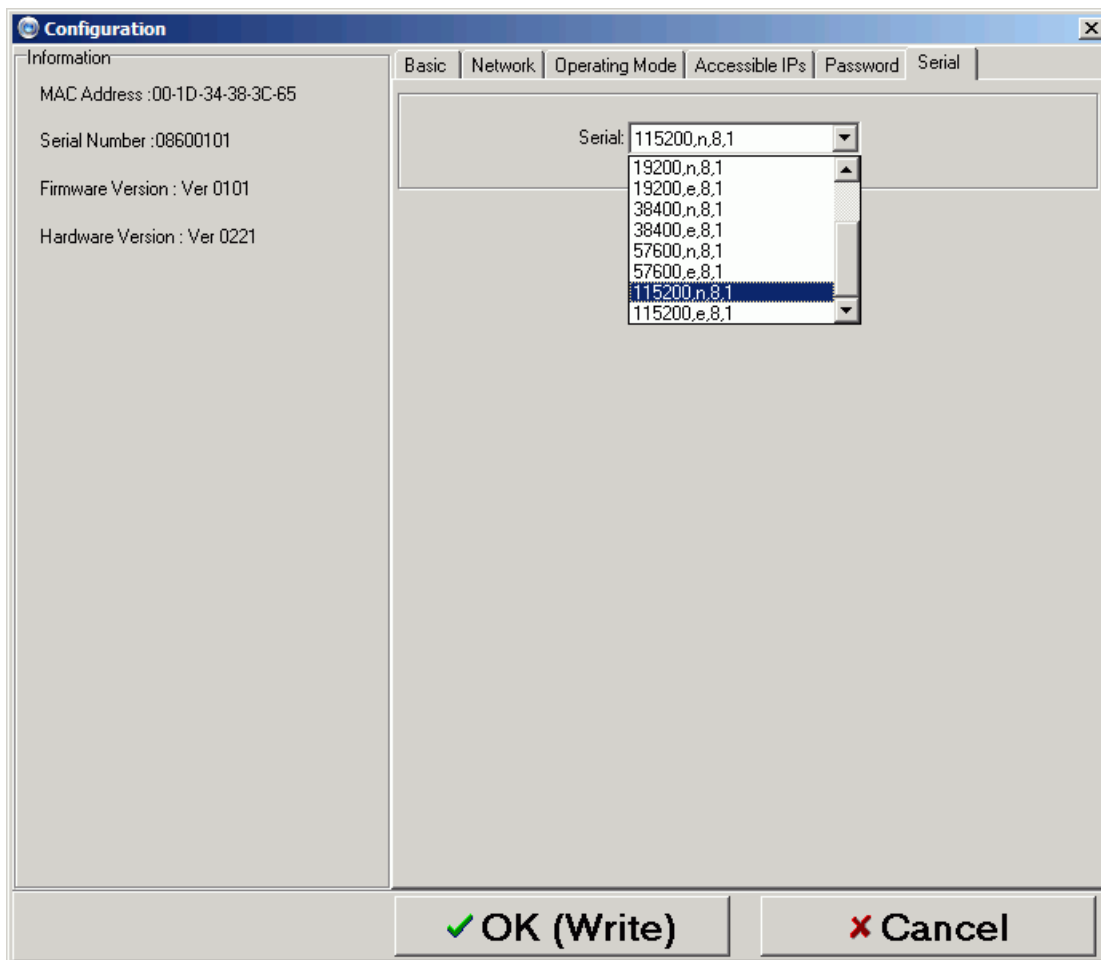 Configuration
Information
MAC Address :00-1D-34-38-3C-65
Serial Number :08600101
Firmware Version : Ver 0101
Hardware Version : Ver 0221
Basic Network Operating Mode Accessible IPs Password Serial
Serial: 115200,n,8,1
19200,n,8,1
19200,e,8,1
38400,n,8,1
38400,e,8,1
57600,n,8,1
57600,e,8,1
115200,n,8,1
115200,e,8,1
OK (Write)
Cancel